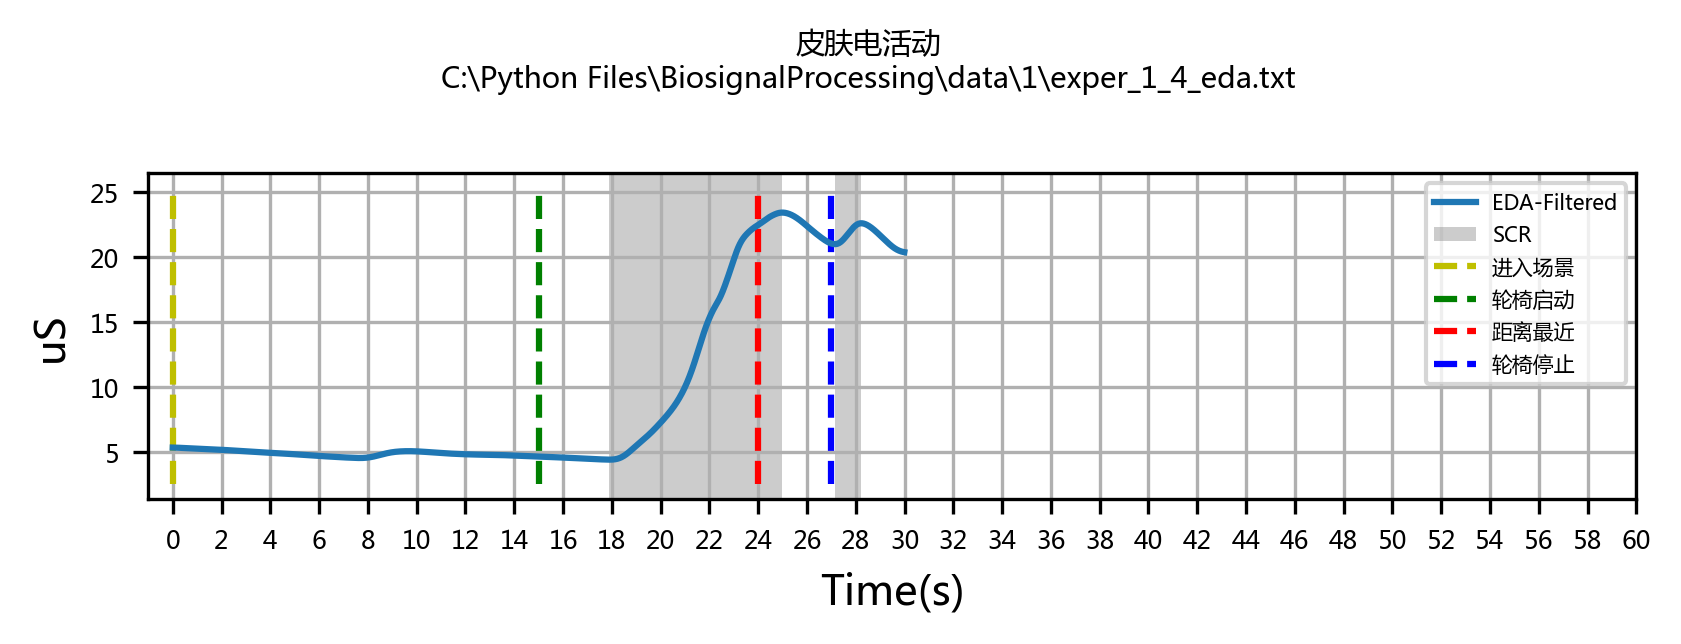 皮肤电活动
C:\Python Files\BiosignalProcessing\data\1\exper_1_4_eda.txt
25
20
15
10
5
uS
EDA-Filtered
SCR
进入场景
轮椅启动
距离最近
轮椅停止
0 2 4 6 8 10 12 14 16 18 20 22 24 26 28 30 32 34 36 38 40 42 44 46 48 50 52 54 56 58 60
Time(s)